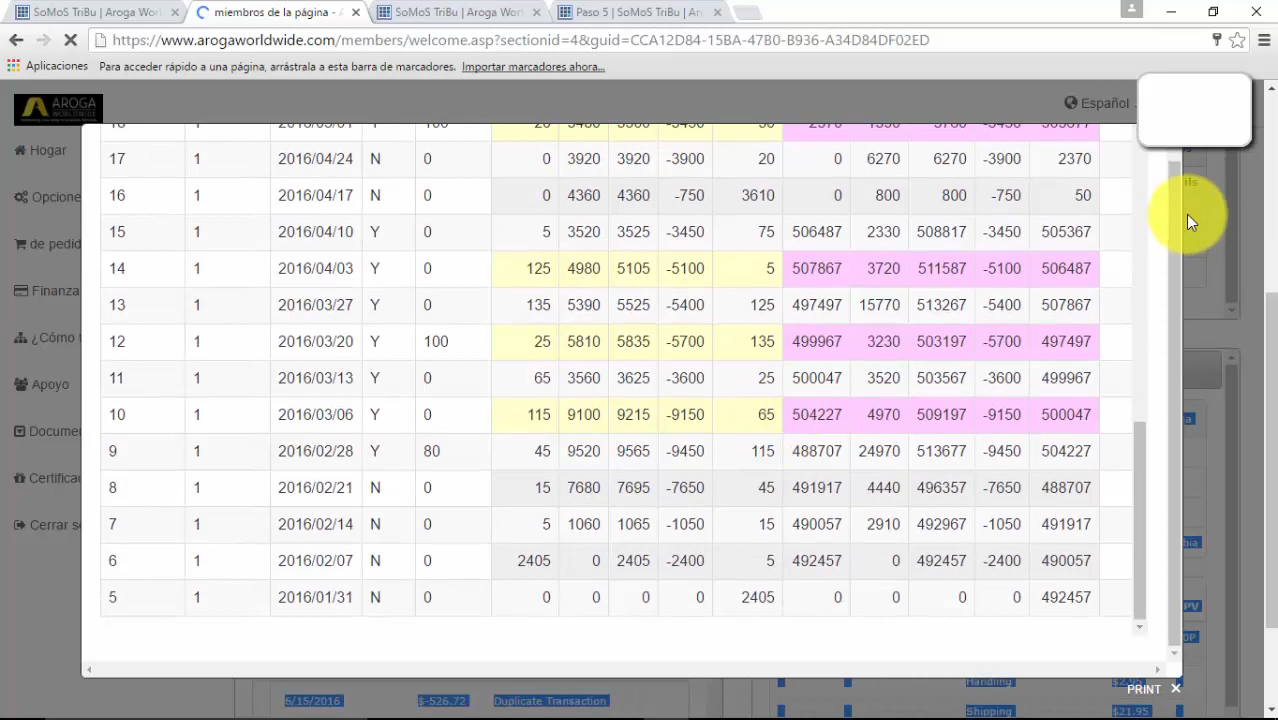 SoMoS TriBu | Aroga Wor × miembros de la página - A × SoMoS TriBu | Aroga Wor × Paso 5 | SoMoS TriBu | Ar ×
https://www.arogaworldwide.com/members/welcome.asp?sectionid=4&guid=CCA12D84-15BA-47B0-B936-A34D84DF02ED
Aplicaciones Para acceder rápido a una página, arrástrala a esta barra de marcadores. Importar marcadores ahora...
AROGA
WORLDWIDE
Español
Hogar
Opcione
de pedid
Finanza
¿Cómo f
Apoyo
Docume
Certifica
Cerrar se
17 1 2016/04/24 N 0 0 3920 3920 -3900 20 0 6270 6270 -3900 2370
16 1 2016/04/17 N 0 0 4360 4360 -750 3610 0 800 800 -750 50
15 1 2016/04/10 Y 0 5 3520 3525 -3450 75 506487 2330 508817 -3450 505367
14 1 2016/04/03 Y 0 125 4980 5105 -5100 5 507867 3720 511587 -5100 506487
13 1 2016/03/27 Y 0 135 5390 5525 -5400 125 497497 15770 513267 -5400 507867
12 1 2016/03/20 Y 100 25 5810 5835 -5700 135 499967 3230 503197 -5700 497497
11 1 2016/03/13 Y 0 65 3560 3625 -3600 25 500047 3520 503567 -3600 499967
10 1 2016/03/06 Y 0 115 9100 9215 -9150 65 504227 4970 509197 -9150 500047
9 1 2016/02/28 Y 80 45 9520 9565 -9450 115 488707 24970 513677 -9450 504227
8 1 2016/02/21 N 0 15 7680 7695 -7650 45 491917 4440 496357 -7650 488707
7 1 2016/02/14 N 0 5 1060 1065 -1050 15 490057 2910 492967 -1050 491917
6 1 2016/02/07 N 0 2405 0 2405 -2400 5 492457 0 492457 -2400 490057
5 1 2016/01/31 N 0 0 0 0 0 2405 0 0 0 0 492457
ils
ia
bia
PV
0P
Handling $2.95
PRINT ×
6/15/2016 $-526.72 Duplicate Transaction
Shipping $21.95